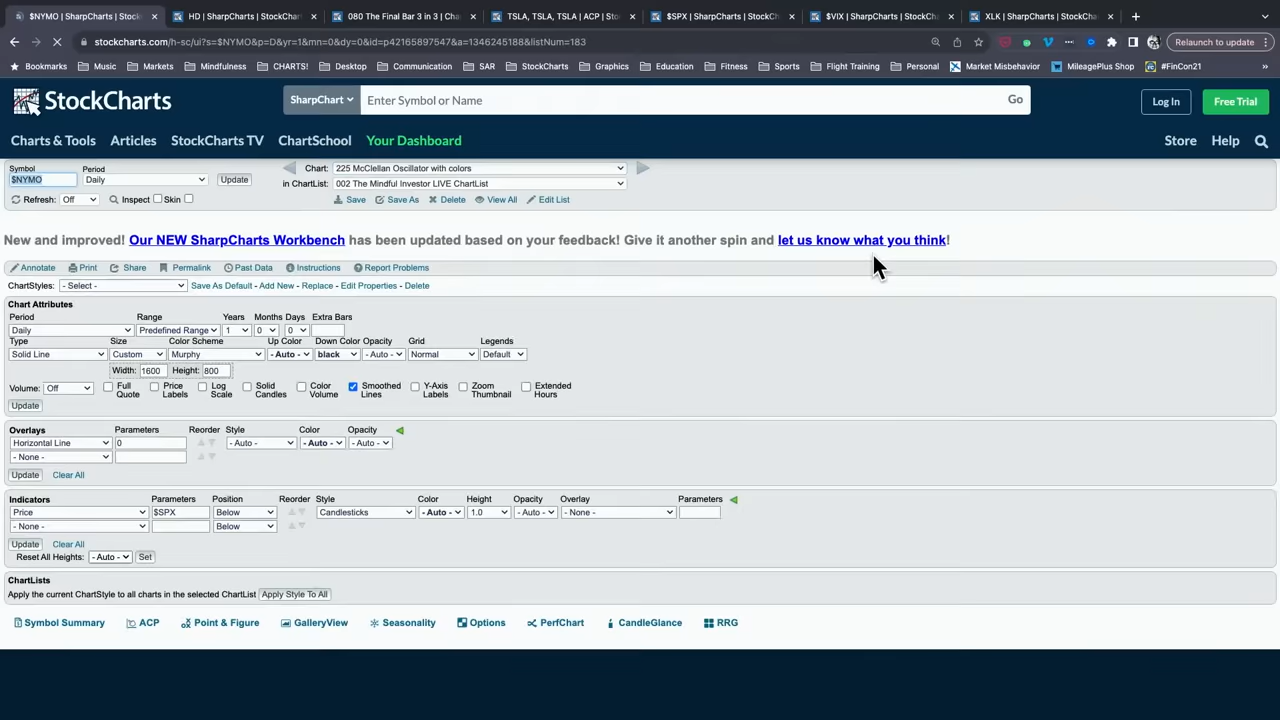 $NYMO | SharpCharts | StockCh
HD | SharpCharts | StockChart
080 The Final Bar 3 in 3 | Cha
TSLA, TSLA, TSLA | ACP | Sto
$SPX | SharpCharts | StockCh
$VIX | SharpCharts | StockCha
XLK | SharpCharts | StockCha
stockcharts.com/h-sc/ui?s=$NYMO&p=D&yr=1&mn=0&dy=0&id=p42165897547&a=1346245188&listNum=183
Relaunch to update
Bookmarks Music Markets Mindfulness CHARTS! Desktop Communication SAR StockCharts Graphics Education Fitness Sports Flight Training Personal Market Misbehavior MileagePlus Shop #FinCon21 »
StockCharts SharpChart Enter Symbol or Name Go Log In Free Trial
Charts & Tools Articles StockCharts TV ChartSchool Your Dashboard Store Help
Symbol Period Chart: 225 McClellan Oscillator with colors
$NYMO Daily Update in ChartList: 002 The Mindful Investor LIVE ChartList
Refresh: Off Inspect Skin Save Save As Delete View All Edit List
New and improved! Our NEW SharpCharts Workbench has been updated based on your feedback! Give it another spin and let us know what you think!
Annotate Print Share Permalink Past Data Instructions Report Problems
ChartStyles: - Select - Save As Default - Add New - Replace - Edit Properties - Delete
Chart Attributes
Period Range Years Months Days Extra Bars
Daily Predefined Range 1 0 0
Type Size Color Scheme Up Color Down Color Opacity Grid Legends
Solid Line Custom Murphy - Auto - black - Auto - Normal Default
Width: 1600 Height: 800
Volume: Off Full Quote Price Labels Log Scale Solid Candles Color Volume Smoothed Lines Y-Axis Labels Zoom Thumbnail Extended Hours
Update
Overlays Parameters Reorder Style Color Opacity
Horizontal Line 0 - Auto - - Auto - - Auto -
- None -
Update Clear All
Indicators Parameters Position Reorder Style Color Height Opacity Overlay Parameters
Price $SPX Below Candlesticks - Auto - 1.0 - Auto - - None -
- None - Below
Update Clear All
Reset All Heights: - Auto - Set
ChartLists
Apply the current ChartStyle to all charts in the selected ChartList Apply Style To All
Symbol Summary ACP Point & Figure GalleryView Seasonality Options PerfChart CandleGlance RRG